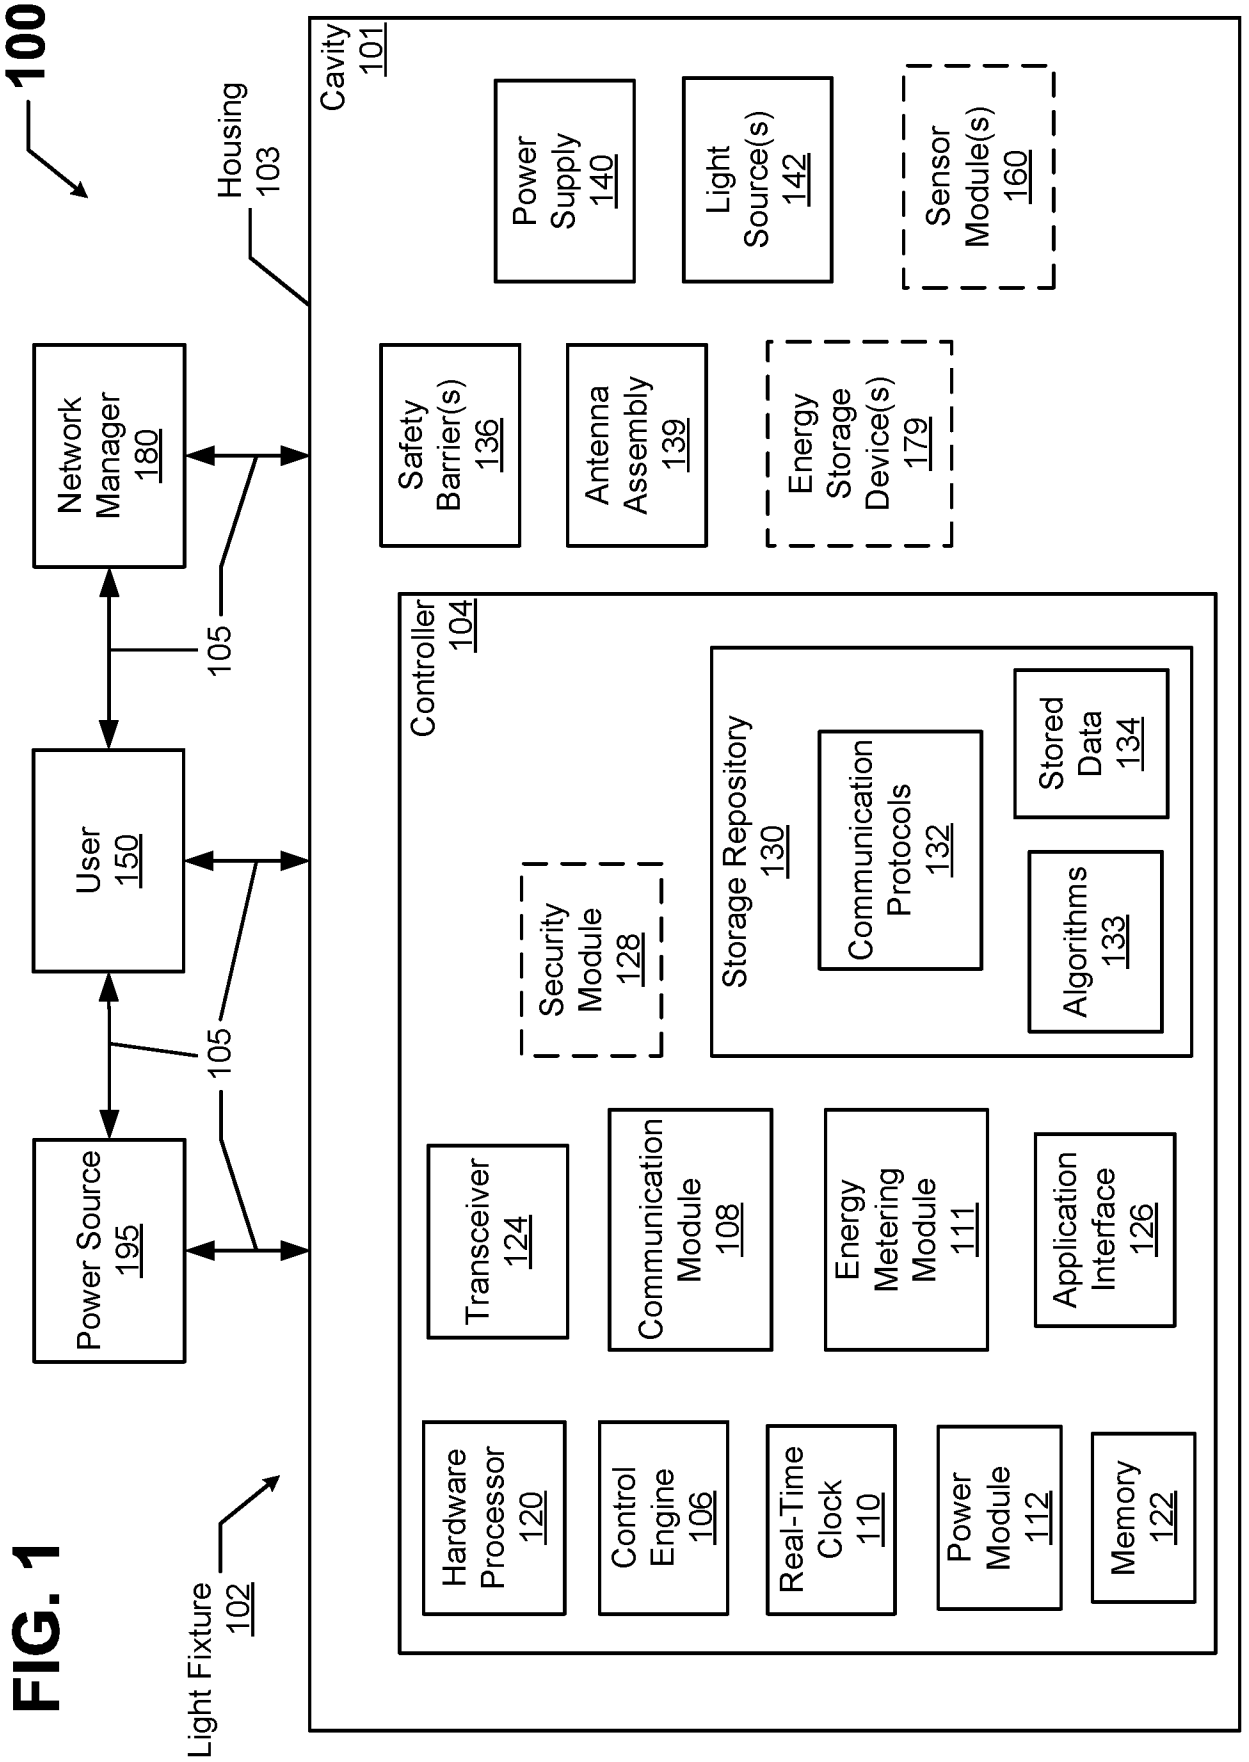 FIG. 1
100
Power Source
195
User
150
Network
Manager
180
105
105
Light Fixture
102
Housing
103
Cavity
101
Controller
104
Hardware
Processor
120
Transceiver
124
Control
Engine
106
Communication
Module
108
Real-Time
Clock
110
Energy
Metering
Module
111
Power
Module
112
Application
Interface
126
Memory
122
Security
Module
128
Storage Repository
130
Communication
Protocols
132
Algorithms
133
Stored
Data
134
Safety
Barrier(s)
136
Antenna
Assembly
139
Energy
Storage
Device(s)
179
Power
Supply
140
Light
Source(s)
142
Sensor
Module(s)
160